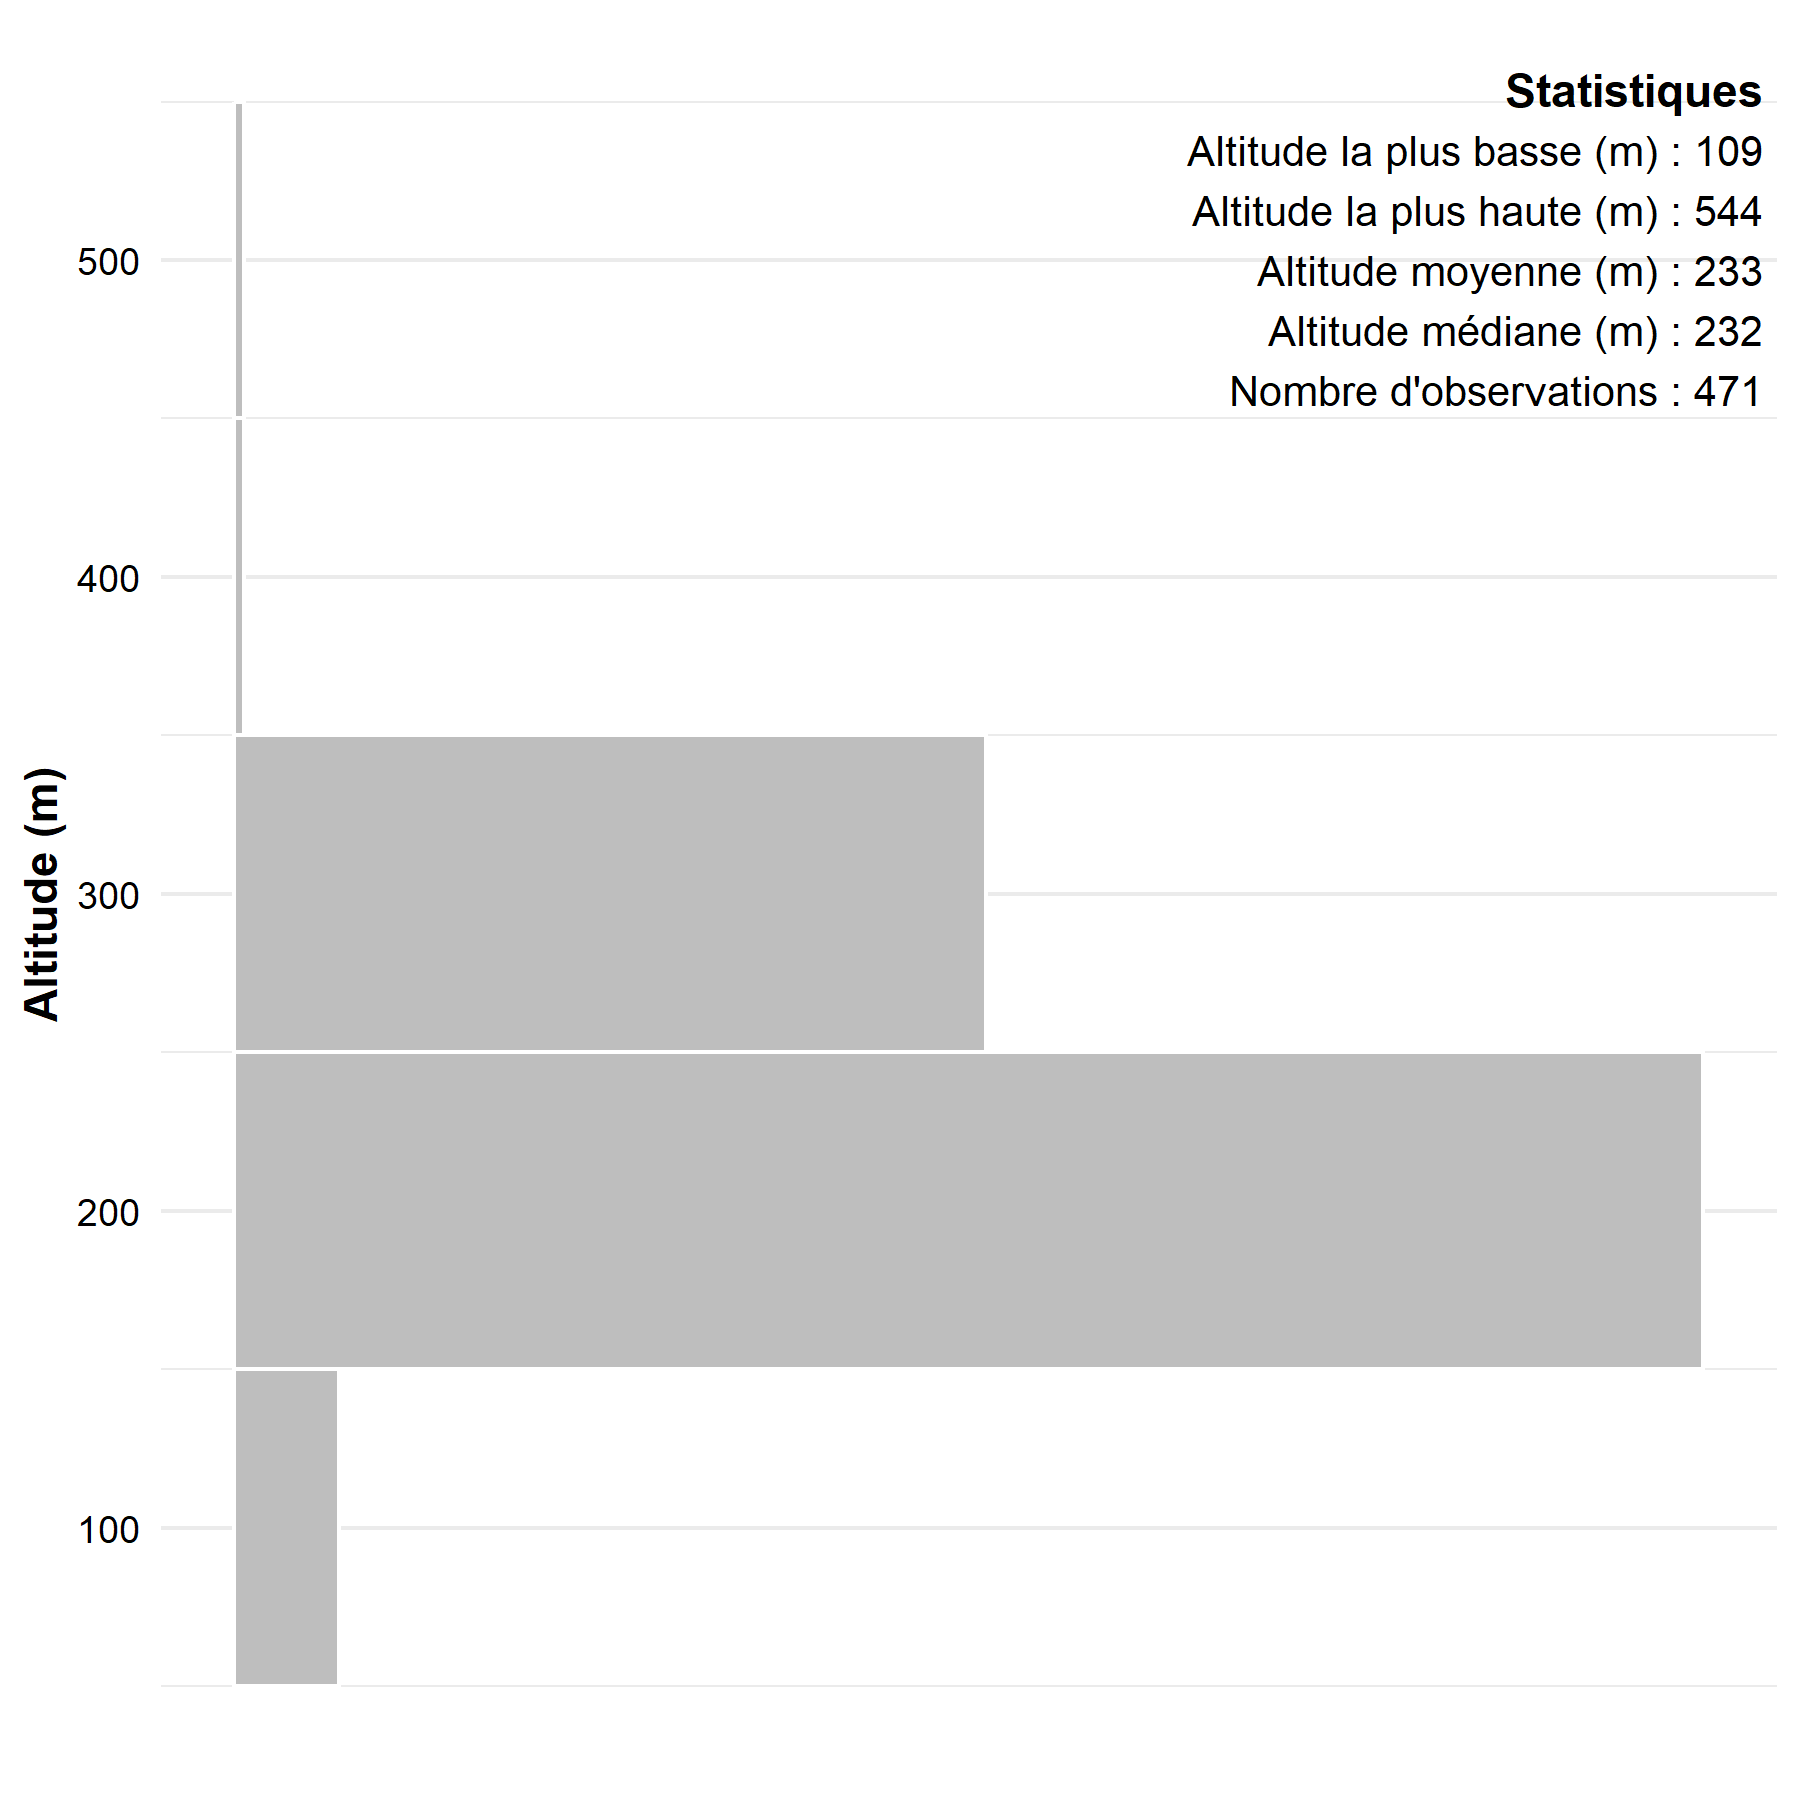 Statistiques
Altitude la plus basse (m) : 109
Altitude la plus haute (m) : 544
Altitude moyenne (m) : 233
Altitude médiane (m) : 232
Nombre d'observations : 471
500
400
300
200
100
Altitude (m)